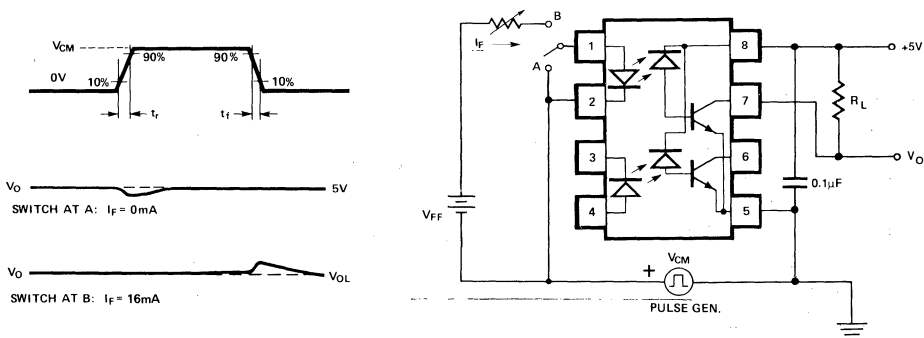 VCM
0V
10%
90%
90%
10%
tr
tf
VO
5V
SWITCH AT A: IF = 0mA
VO
VOL
SWITCH AT B: IF = 16mA
B
IF
A
VFF
1
2
3
4
8
7
6
5
+5V
RL
VO
0.1μF
VCM
+
PULSE GEN.